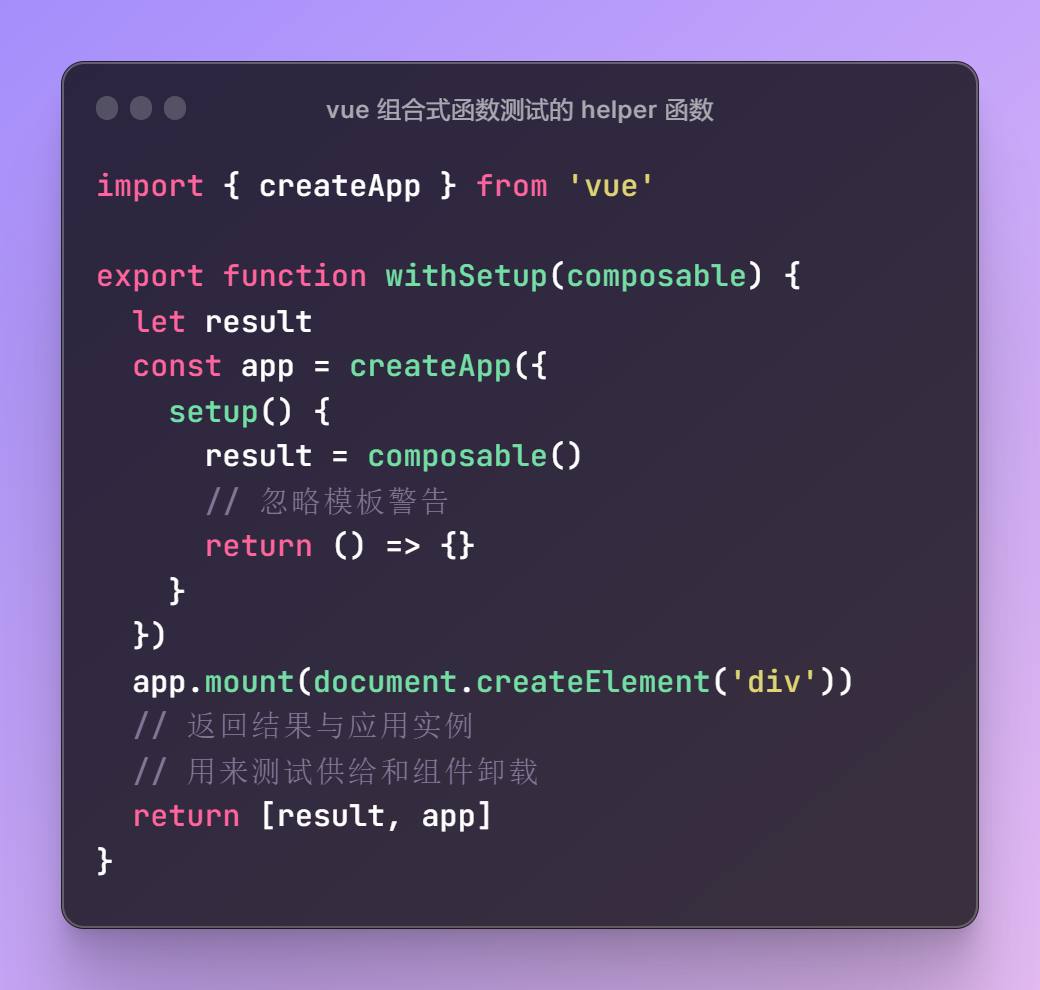 vue 组合式函数测试的 helper 函数
import { createApp } from 'vue'
export function withSetup(composable) {
  let result
  const app = createApp({
    setup() {
      result = composable()
      // 忽略模板警告
      return () => {}
    }
  })
  app.mount(document.createElement('div'))
  // 返回结果与应用实例
  // 用来测试供给和组件卸载
  return [result, app]
}